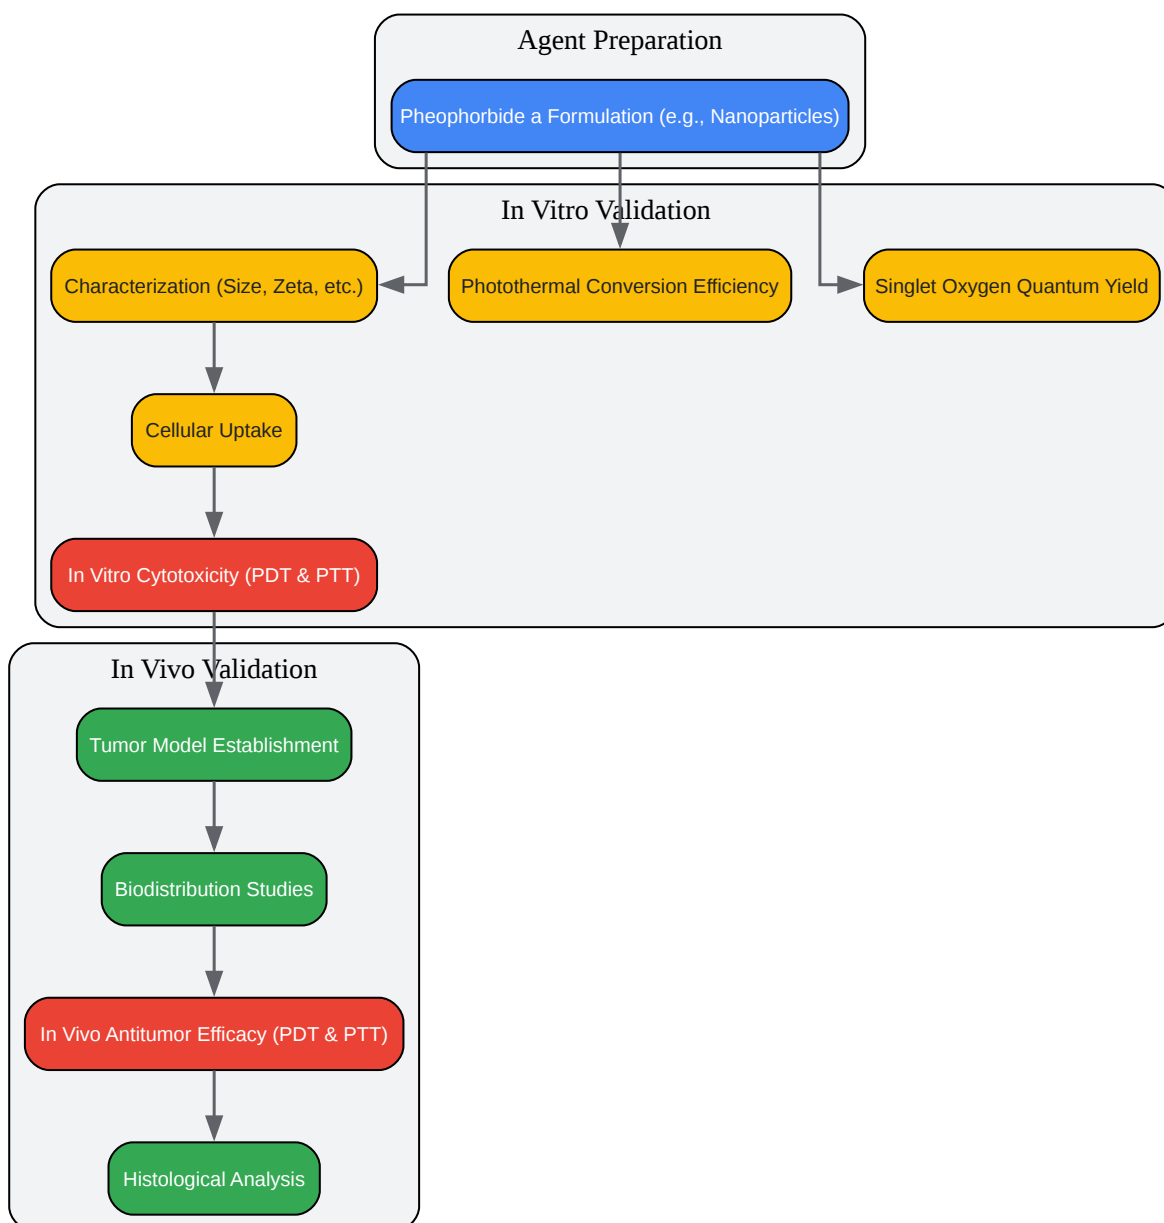 Agent Preparation
Pheophorbide a Formulation (e.g., Nanoparticles)
In Vitro Validation
Characterization (Size, Zeta, etc.)
Photothermal Conversion Efficiency
Singlet Oxygen Quantum Yield
Cellular Uptake
In Vitro Cytotoxicity (PDT & PTT)
In Vivo Validation
Tumor Model Establishment
Biodistribution Studies
In Vivo Antitumor Efficacy (PDT & PTT)
Histological Analysis